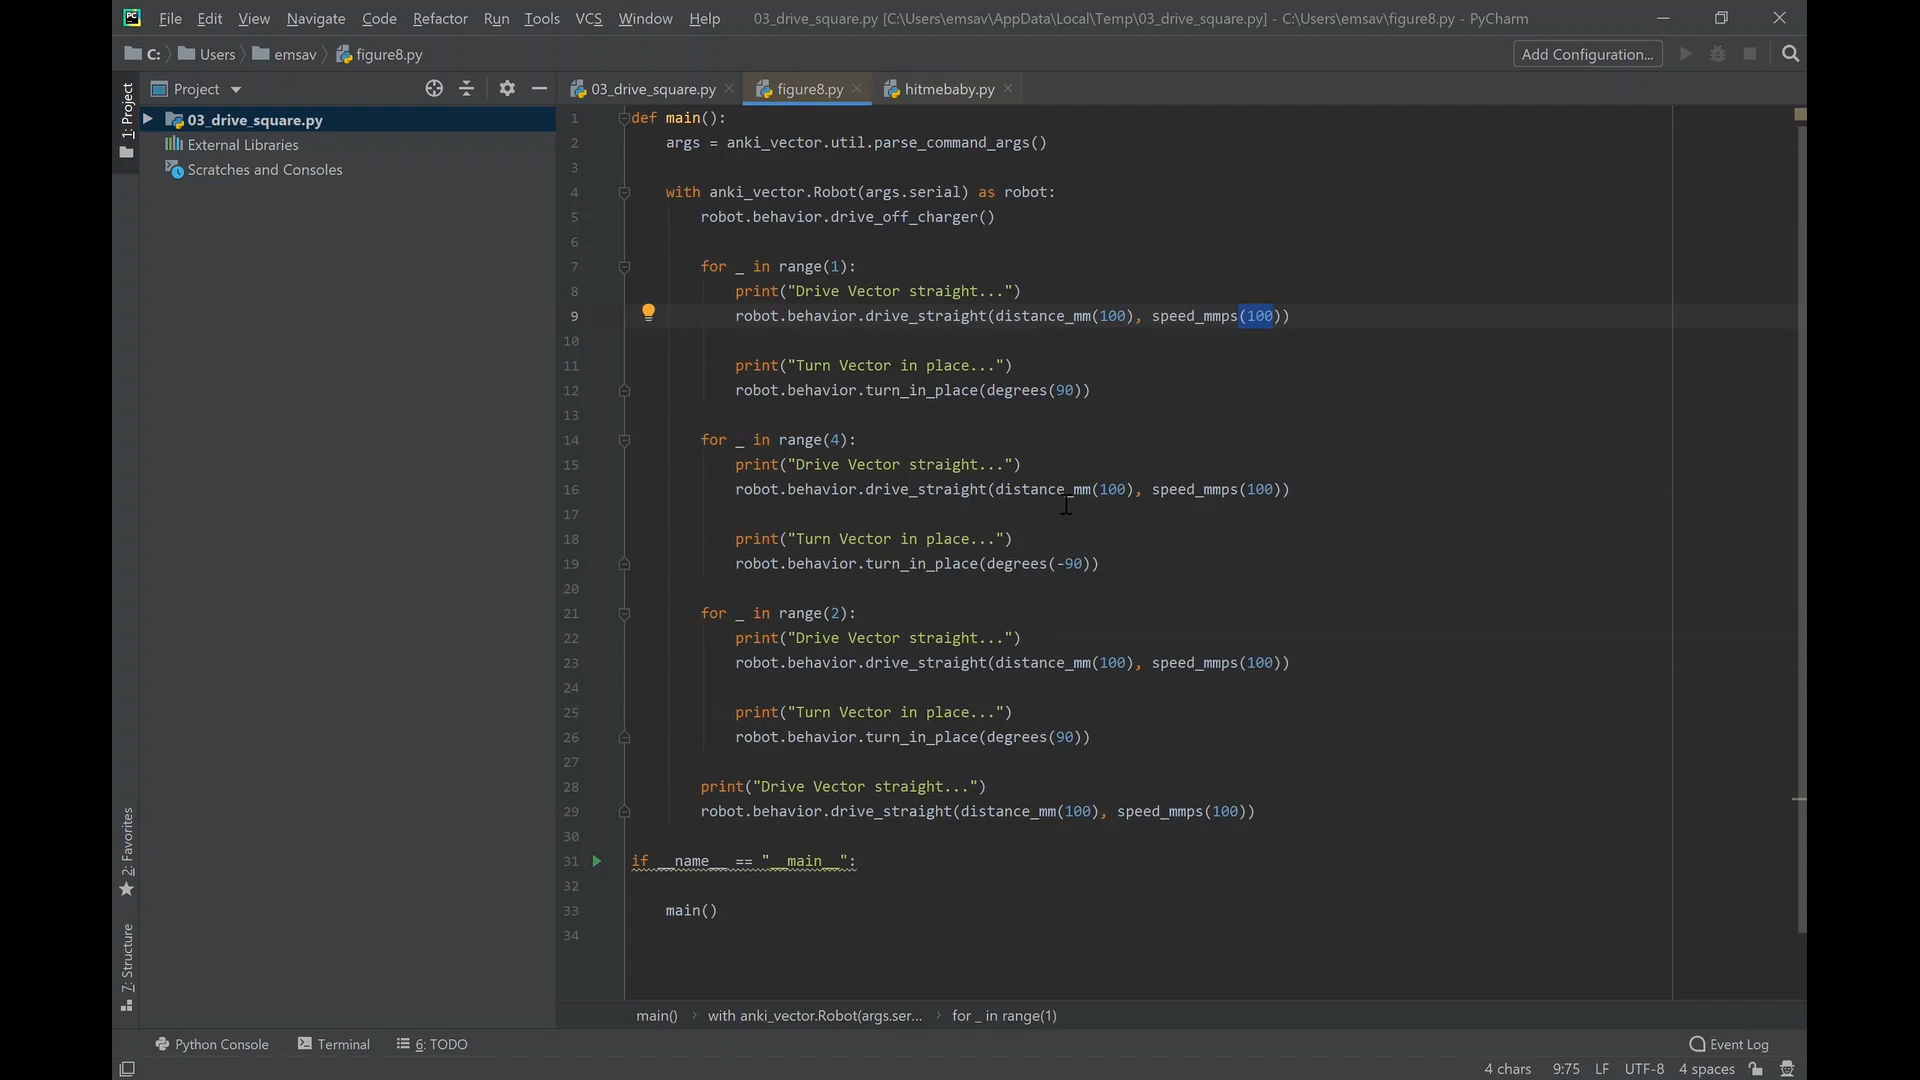 PC File Edit View Navigate Code Refactor Run Tools VCS Window Help 03_drive_square.py [C:\Users\emsav\AppData\Local\Temp\03_drive_square.py] - C:\Users\emsav\figure8.py - PyCharm
C: Users emsav figure8.py Add Configuration...
Project 03_drive_square.py figure8.py hitmebaby.py
1: Project
03_drive_square.py
External Libraries
Scratches and Consoles
1 def main():
2 args = anki_vector.util.parse_command_args()
3
4 with anki_vector.Robot(args.serial) as robot:
5 robot.behavior.drive_off_charger()
6
7 for _ in range(1):
8 print("Drive Vector straight...")
9 robot.behavior.drive_straight(distance_mm(100), speed_mmps(100))
10
11 print("Turn Vector in place...")
12 robot.behavior.turn_in_place(degrees(90))
13
14 for _ in range(4):
15 print("Drive Vector straight...")
16 robot.behavior.drive_straight(distance_mm(100), speed_mmps(100))
17
18 print("Turn Vector in place...")
19 robot.behavior.turn_in_place(degrees(-90))
20
21 for _ in range(2):
22 print("Drive Vector straight...")
23 robot.behavior.drive_straight(distance_mm(100), speed_mmps(100))
24
25 print("Turn Vector in place...")
26 robot.behavior.turn_in_place(degrees(90))
27
28 print("Drive Vector straight...")
29 robot.behavior.drive_straight(distance_mm(100), speed_mmps(100))
30
31 if __name__ == "__main__":
32
33 main()
34
2: Favorites
7: Structure
main() with anki_vector.Robot(args.ser... for _ in range(1)
Python Console Terminal 6: TODO Event Log
4 chars 9:75 LF UTF-8 4 spaces